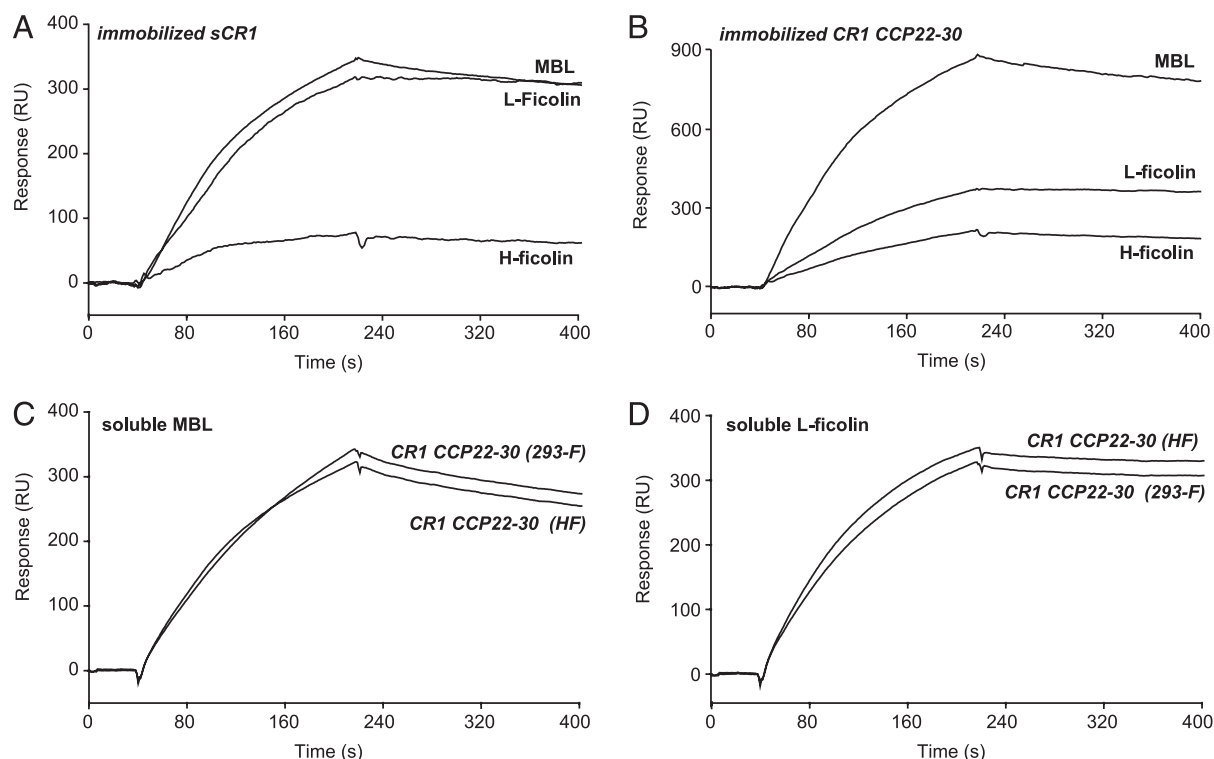 A
immobilized sCR1
Response (RU)
400
300
200
100
0
MBL
L-Ficolin
H-ficolin
0 80 160 240 320 400
Time (s)
B
immobilized CR1 CCP22-30
Response (RU)
900
600
300
0
MBL
L-ficolin
H-ficolin
0 80 160 240 320 400
Time (s)
C
soluble MBL
Response (RU)
400
300
200
100
0
CR1 CCP22-30 (293-F)
CR1 CCP22-30 (HF)
0 80 160 240 320 400
Time (s)
D
soluble L-ficolin
Response (RU)
400
300
200
100
0
CR1 CCP22-30 (HF)
CR1 CCP22-30 (293-F)
0 80 160 240 320 400
Time (s)